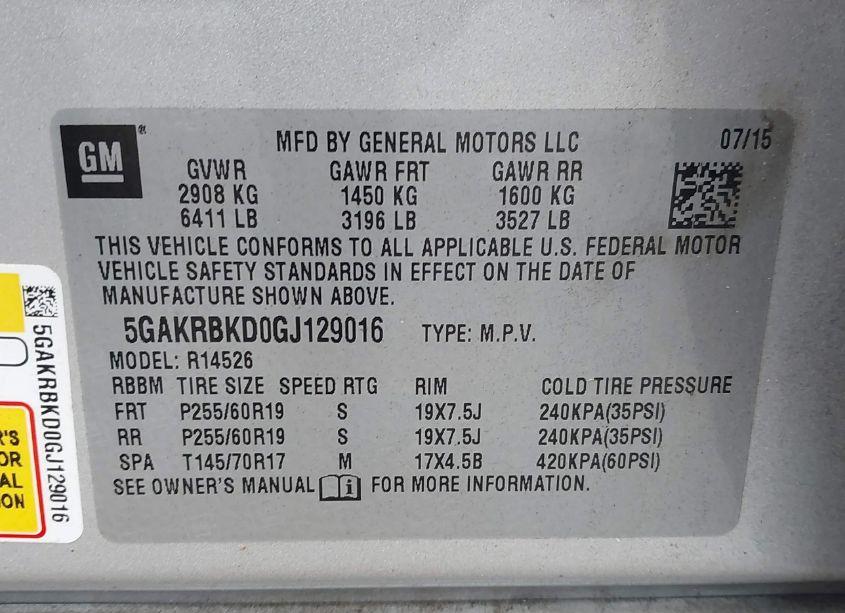 GM
MFD BY GENERAL MOTORS LLC 07/15
GVWR GAWR FRT GAWR RR
2908 KG 1450 KG 1600 KG
6411 LB 3196 LB 3527 LB
THIS VEHICLE CONFORMS TO ALL APPLICABLE U.S. FEDERAL MOTOR
VEHICLE SAFETY STANDARDS IN EFFECT ON THE DATE OF
MANUFACTURE SHOWN ABOVE.
5GAKRBKD0GJ129016 TYPE: M.P.V.
MODEL: R14526
RBBM TIRE SIZE SPEED RTG RIM COLD TIRE PRESSURE
FRT P255/60R19 S 19X7.5J 240KPA(35PSI)
RR P255/60R19 S 19X7.5J 240KPA(35PSI)
SPA T145/70R17 M 17X4.5B 420KPA(60PSI)
SEE OWNER'S MANUAL FOR MORE INFORMATION.
5GAKRBKD0GJ129016
R'S
OR
AL
ION